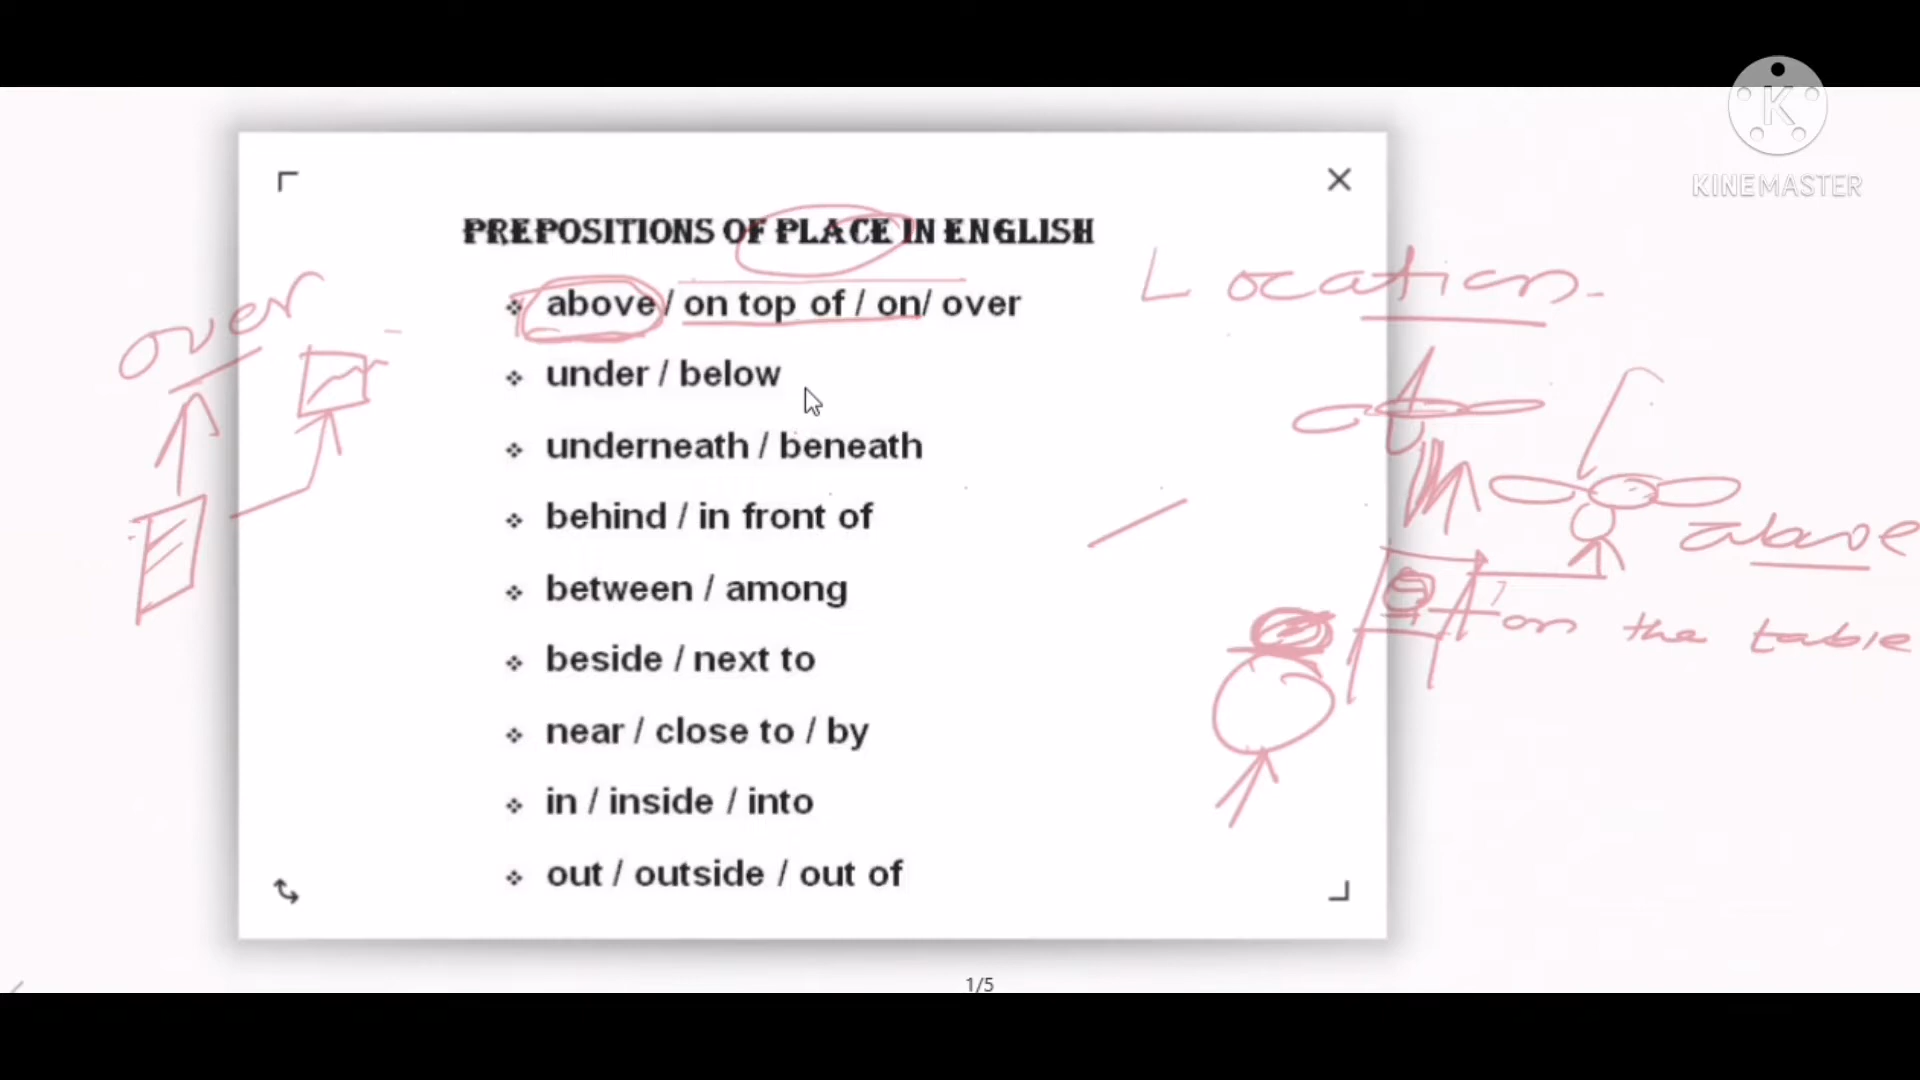 KINEMASTER
PREPOSITIONS OF PLACE IN ENGLISH
Location
above / on top of / on/ over
over
under / below
underneath / beneath
behind / in front of
above
between / among
on the table
beside / next to
near / close to / by
in / inside / into
out / outside / out of
1/5